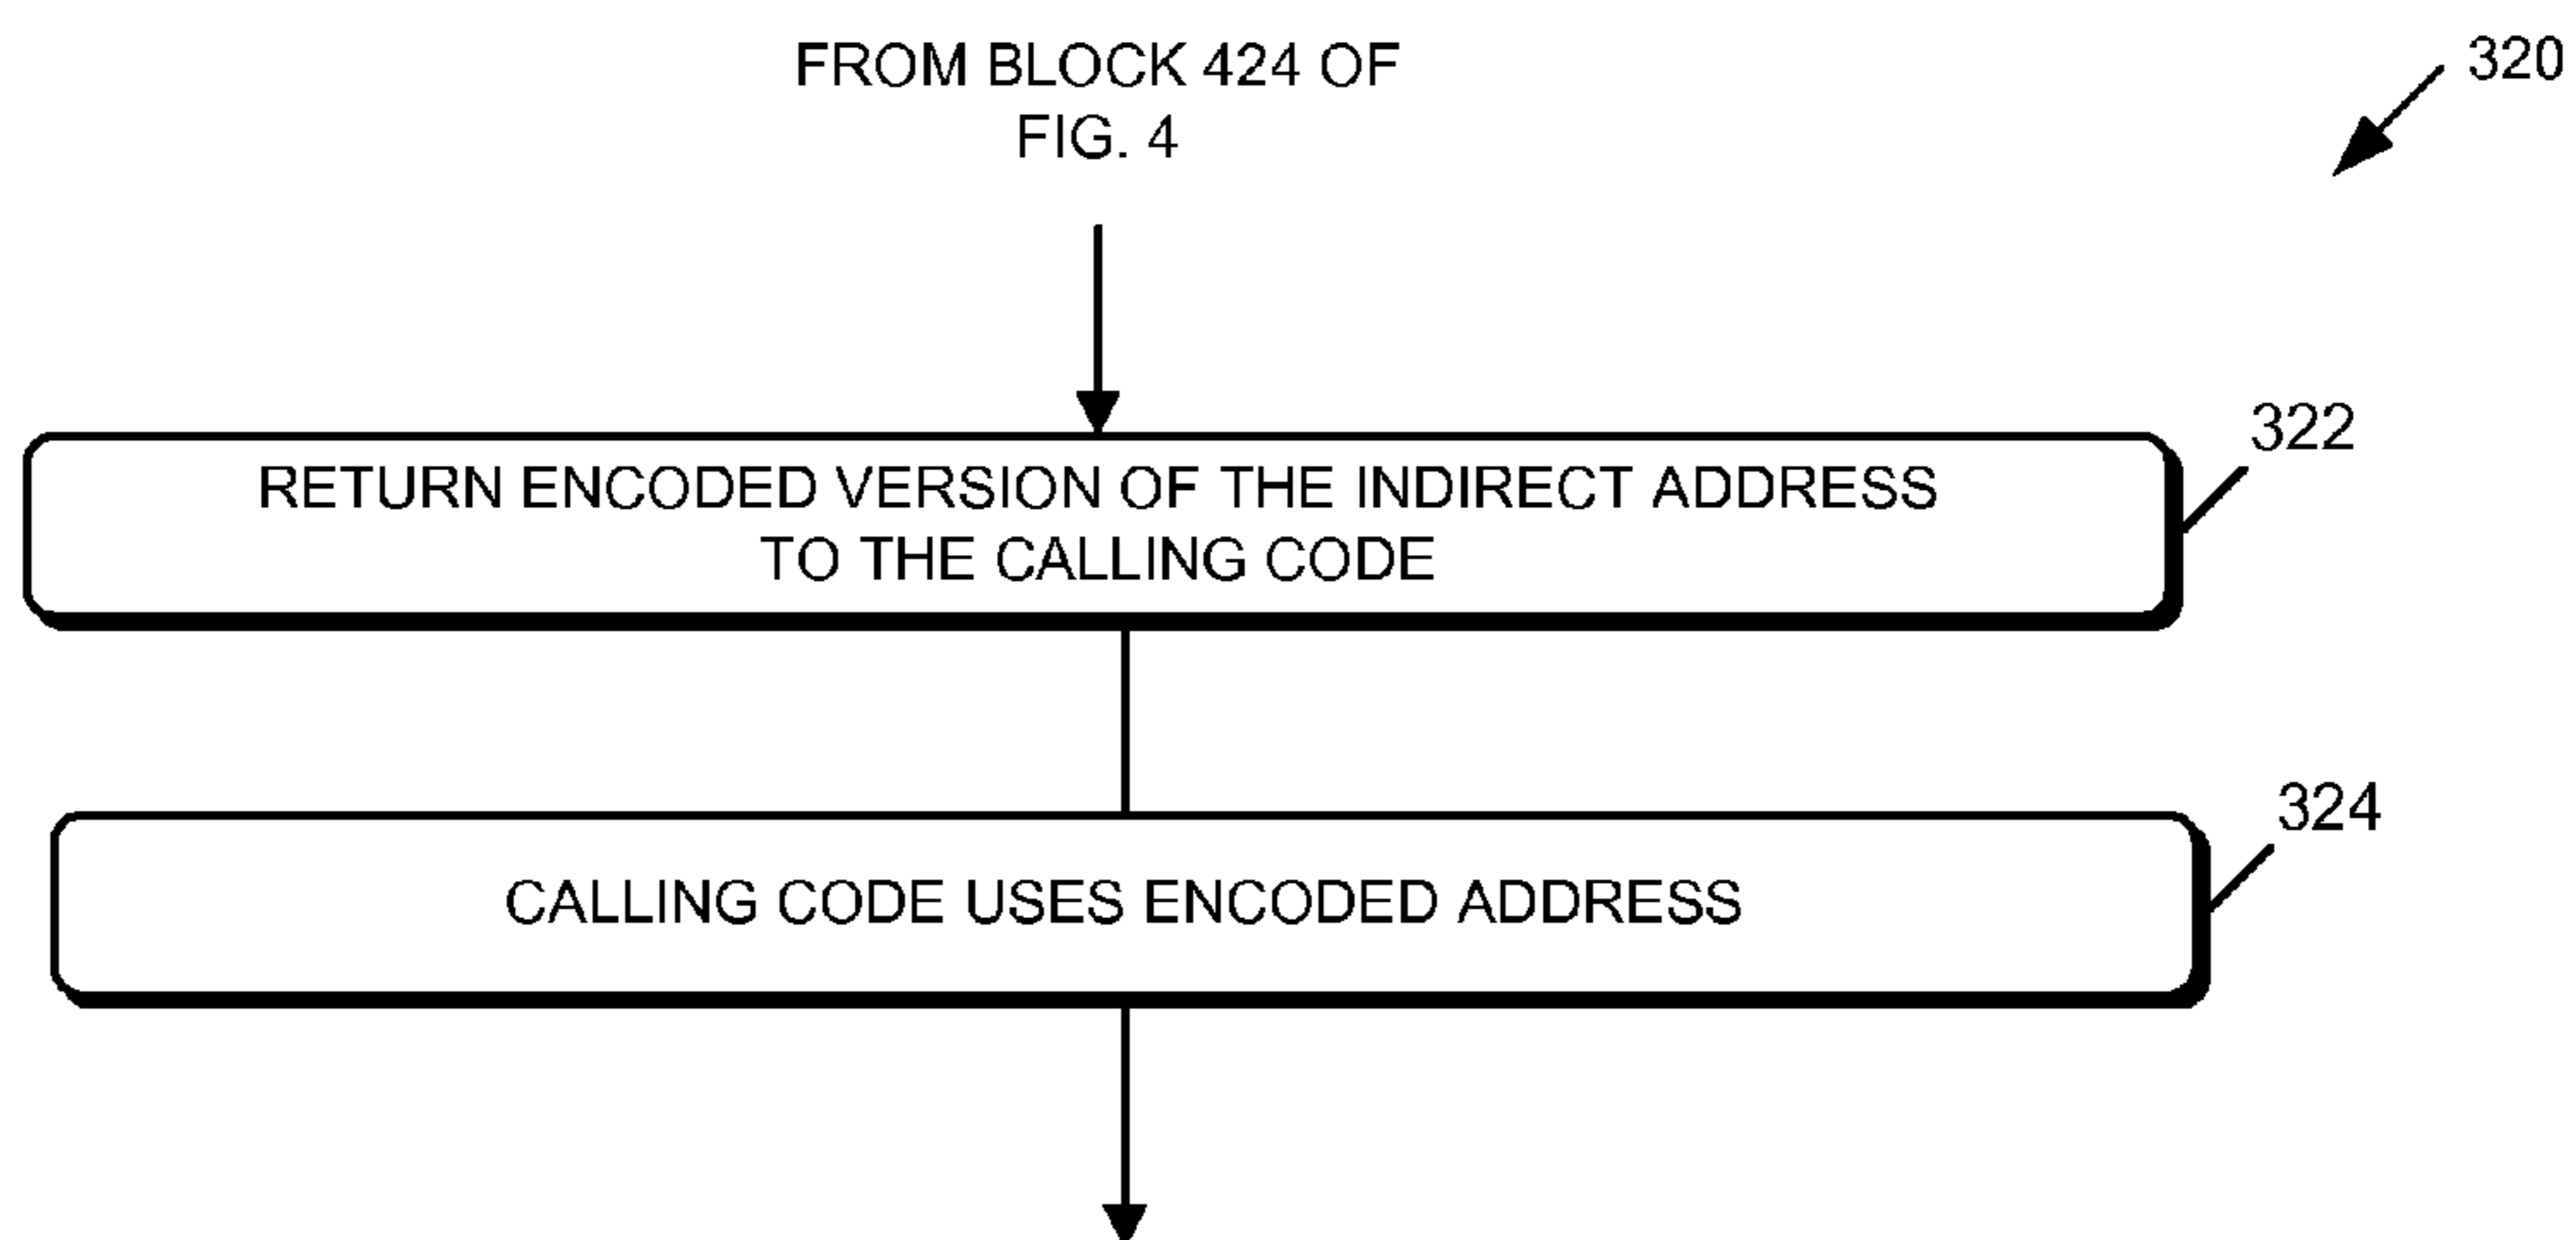 FROM BLOCK 424 OF
FIG. 4
320
322
RETURN ENCODED VERSION OF THE INDIRECT ADDRESS
TO THE CALLING CODE
324
CALLING CODE USES ENCODED ADDRESS